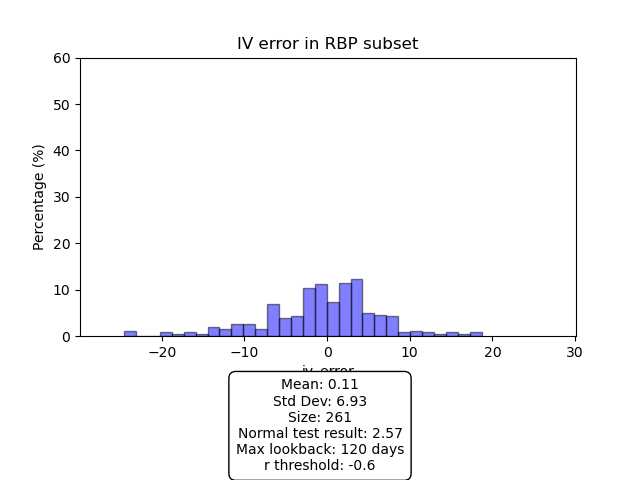 IV error in RBP subset
60
50
40
30
20
10
0
Percentage (%)
−20
−10
0
10
20
30
iv_error
Mean: 0.11
Std Dev: 6.93
Size: 261
Normal test result: 2.57
Max lookback: 120 days
r threshold: -0.6